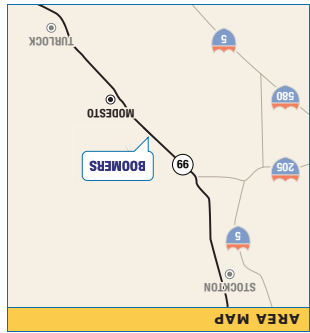 AREA MAP
STOCKTON
5
205
99
BOOMERS
MODESTO
580
5
TURLOCK